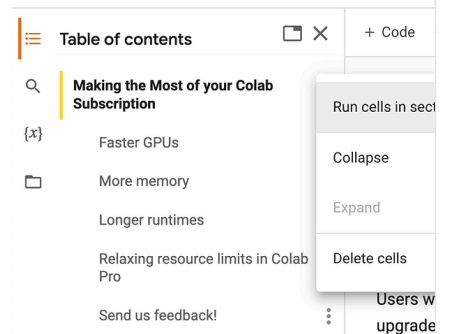 Table of contents
+ Code
Making the Most of your Colab
Subscription
Run cells in sect
{x}
Faster GPUs
Collapse
More memory
Expand
Longer runtimes
Relaxing resource limits in Colab
Pro
Delete cells
Users w
Send us feedback!
upgrade